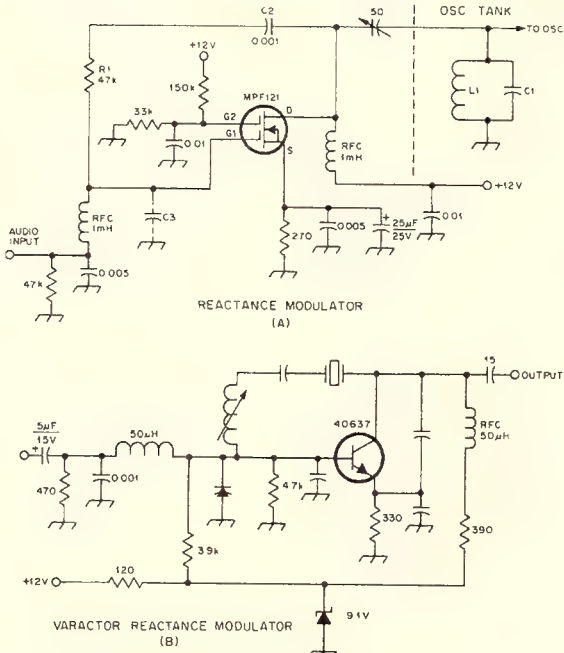 C2
0.001
50
OSC TANK
TO OSC
+12V
R1
47k
150k
MPF121
33k
G2
D
G1
S
0.01
L1
C1
RFC
1mH
+12V
RFC
1mH
C3
AUDIO
INPUT
0.005
47k
270
0.005
+
25µF
25V
0.01
REACTANCE MODULATOR
(A)
15
OUTPUT
5µF
15V
+
50µH
40637
RFC
50µH
470
0.001
47k
330
390
39k
+12V
120
91V
VARACTOR REACTANCE MODULATOR
(B)